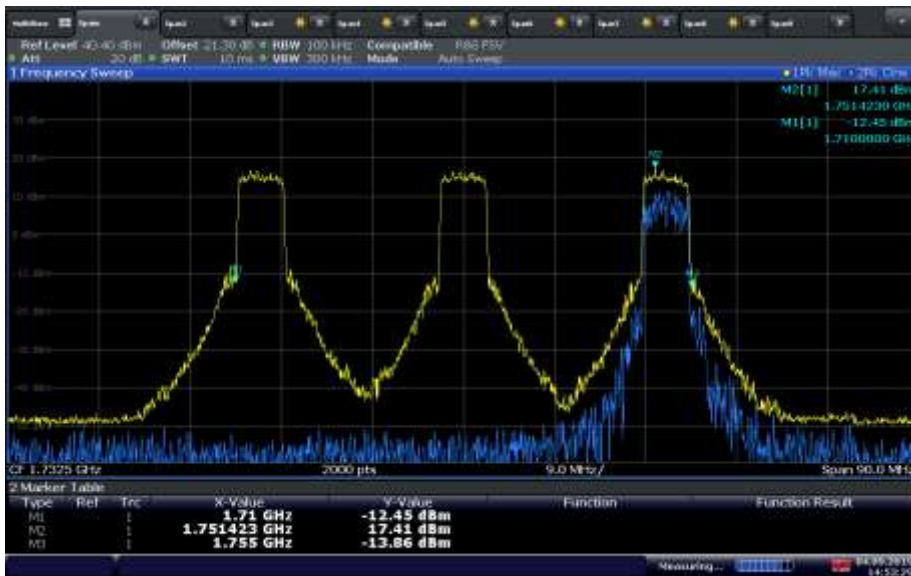 MultiView Spectrum
Ref Level 40.40 dBm Offset 21.30 dB RBW 100 kHz Compatible R&S FSV
Att 20 dB SWT 10 ms VBW 300 kHz Mode Auto Sweep
1 Frequency Sweep
M2[1] 17.41 dBm
1.7514230 GHz
M1[1] -12.45 dBm
1.7100000 GHz
M2
CF 1.7325 GHz 2000 pts 9.0 MHz/ Span 90.0 MHz
2 Marker Table
Type Ref Trc X-Value Y-Value Function Function Result
M1 1 1.71 GHz -12.45 dBm
M2 1 1.751423 GHz 17.41 dBm
M3 1 1.755 GHz -13.86 dBm
Measuring...